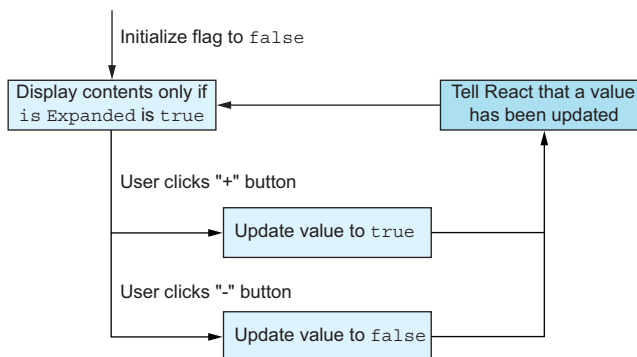 Initialize flag to false
Display contents only if
is Expanded is true
Tell React that a value
has been updated
User clicks "+" button
Update value to true
User clicks "-" button
Update value to false